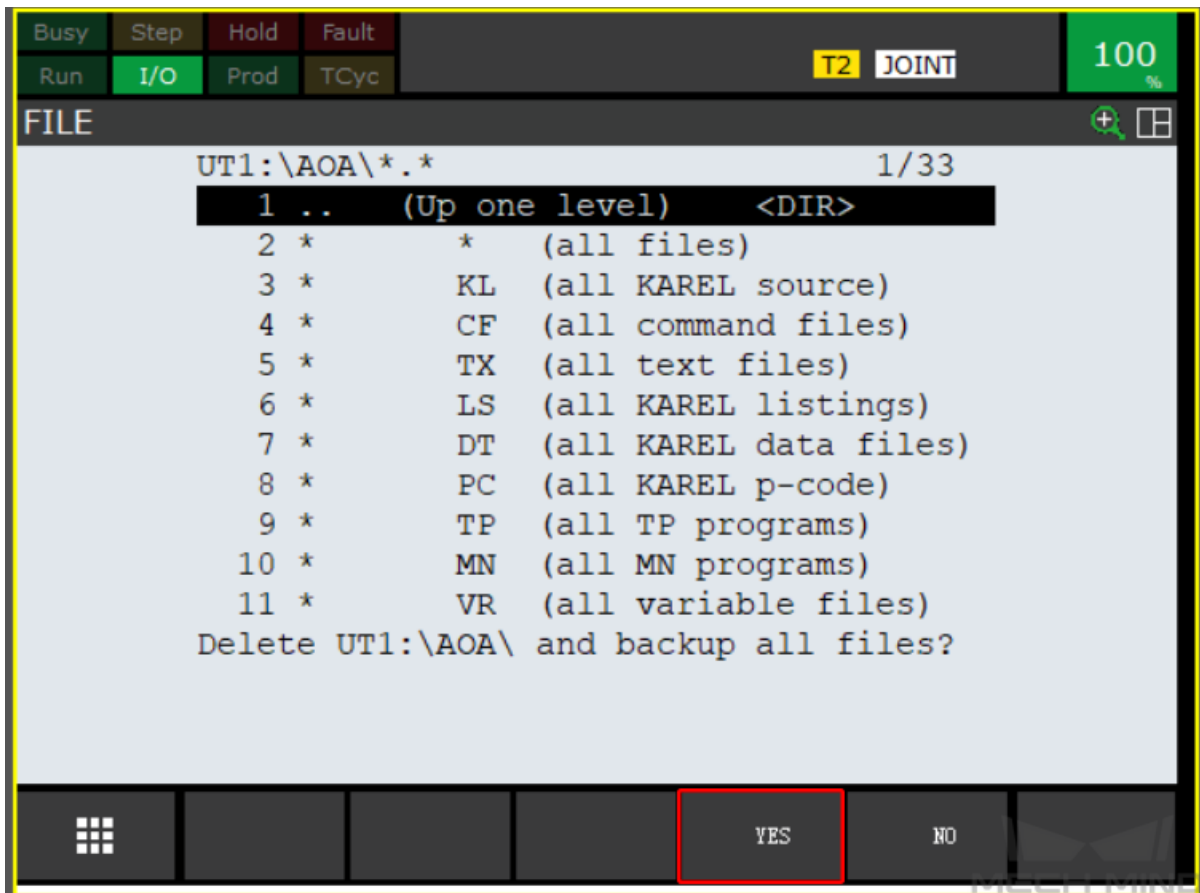 Busy Step Hold Fault
Run I/O Prod TCyc T2 JOINT 100 %
FILE
UT1:\AOA\*.* 1/33
1 .. (Up one level) <DIR>
2 * * (all files)
3 * KL (all KAREL source)
4 * CF (all command files)
5 * TX (all text files)
6 * LS (all KAREL listings)
7 * DT (all KAREL data files)
8 * PC (all KAREL p-code)
9 * TP (all TP programs)
10 * MN (all MN programs)
11 * VR (all variable files)
Delete UT1:\AOA\ and backup all files?
YES NO
MECH MIND